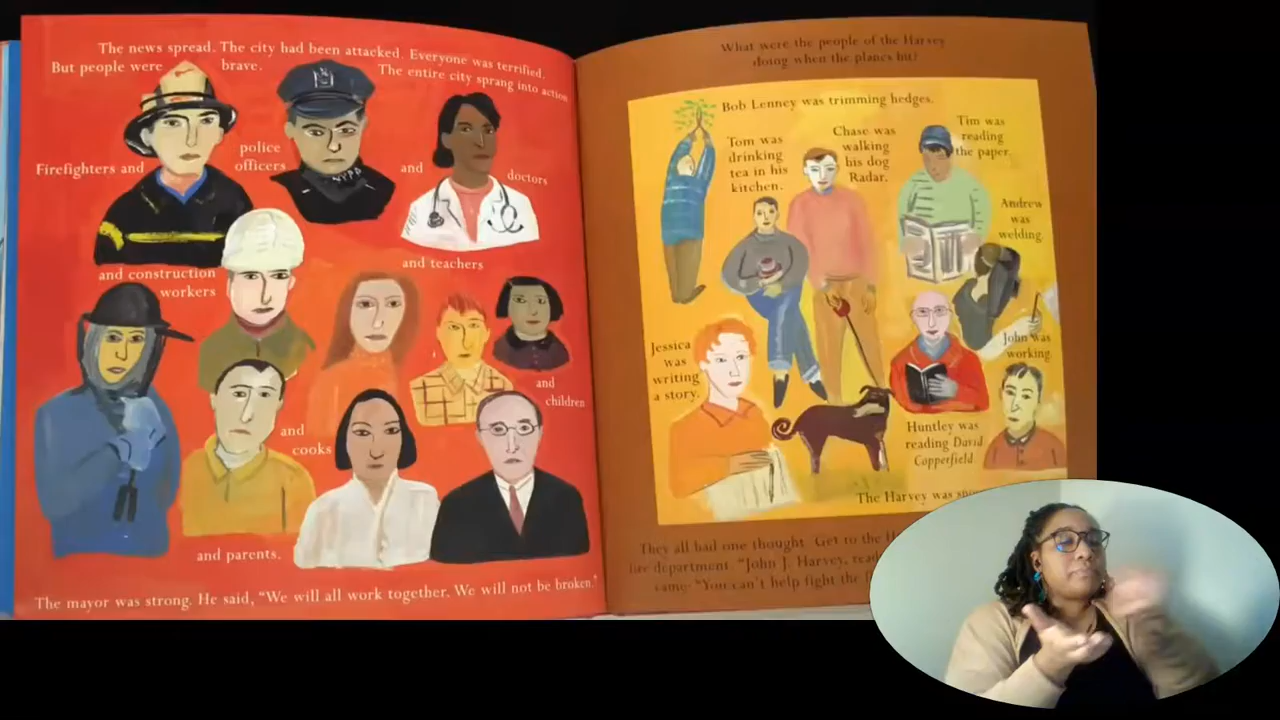 The news spread. The city had been attacked. Everyone was terrified.
But people were brave. The entire city sprang into action
Firefighters and
police
officers
and
doctors
and construction
workers
and teachers
and
children
and
cooks
and parents.
The mayor was strong. He said, "We will all work together. We will not be broken."
NYPD
What were the people of the Harvey
doing when the planes hit?
Bob Lenney was trimming hedges.
Tom was
drinking
tea in his
kitchen.
Chase was
walking
his dog
Radar.
Tim was
reading
the paper.
Andrew
was
welding.
Jessica
was
writing
a story.
John was
working.
Huntley was
reading David
Copperfield.
The Harvey was
They all had one thought. Get to the
fire department. "John J. Harvey,
came. "You can't help fight the